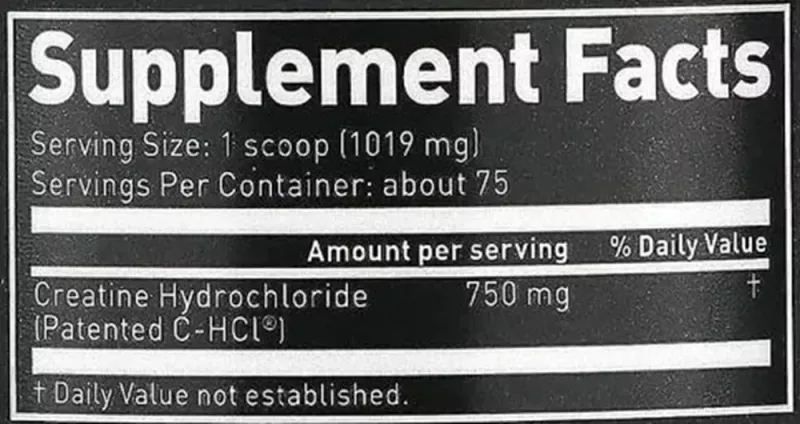 Supplement Facts
Serving Size: 1 scoop (1019 mg)
Servings Per Container: about 75
Amount per serving % Daily Value
Creatine Hydrochloride 750 mg †
(Patented C-HCl®)
† Daily Value not established.